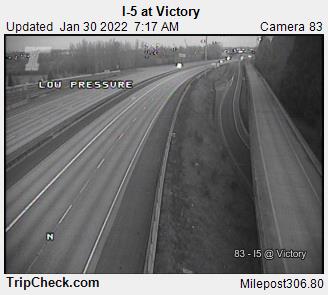 I-5 at Victory
Updated  Jan 30 2022  7:17 AM
Camera 83
LOW PRESSURE
N
83 - I5 @ Victory
TripCheck.com
Milepost306.80